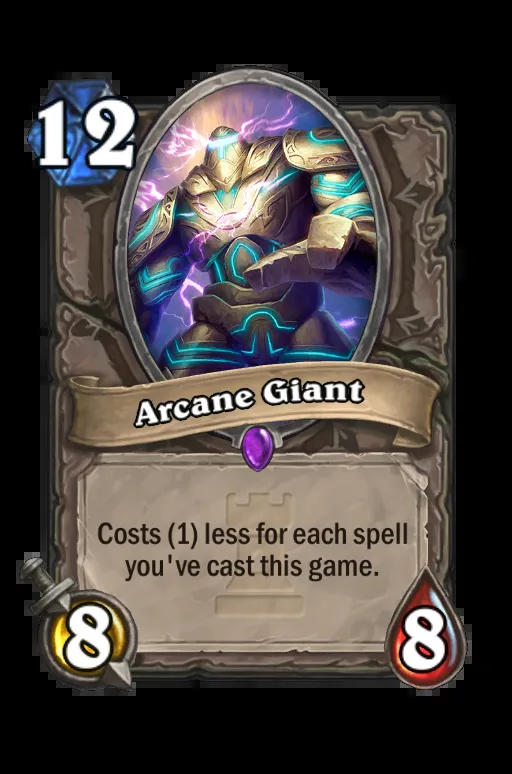 12
Arcane Giant
Costs (1) less for each spell
you've cast this game.
8
8